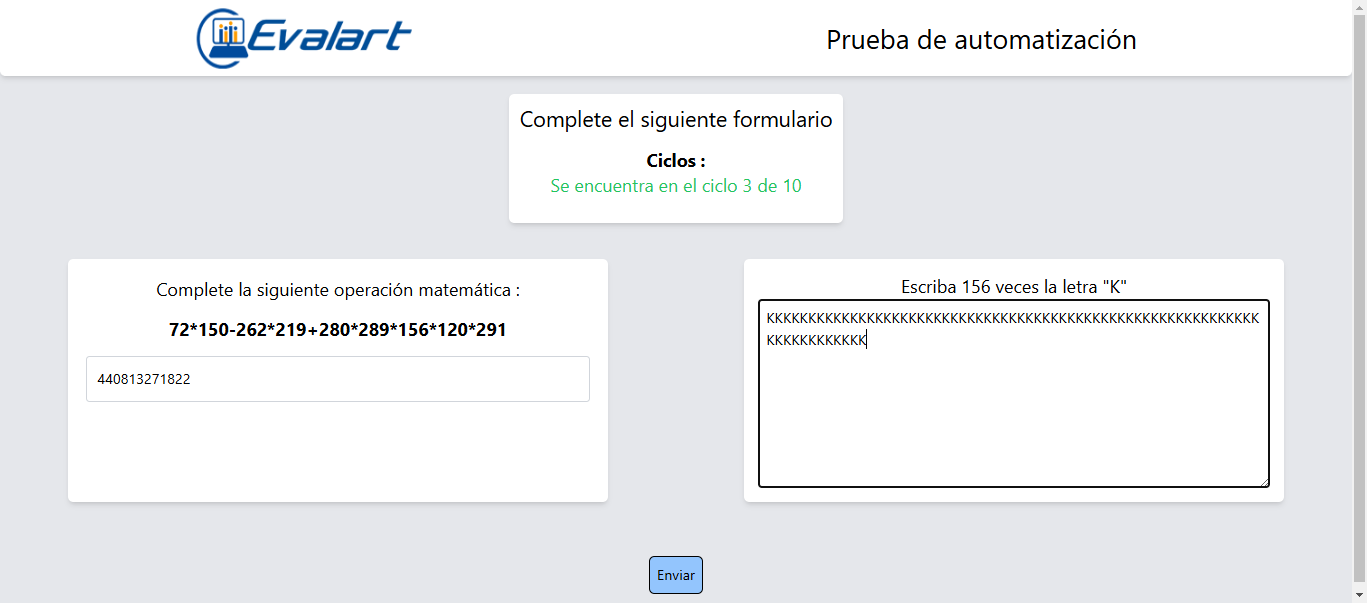 Evalart
Prueba de automatización
Complete el siguiente formulario
Ciclos :
Se encuentra en el ciclo 3 de 10
Complete la siguiente operación matemática :
72*150-262*219+280*289*156*120*291
440813271822
Escriba 156 veces la letra "K"
KKKKKKKKKKKKKKKKKKKKKKKKKKKKKKKKKKKKKKKKKKKKKKKKKKKKKKKKKKK
KKKKKKKKKKKK
Enviar